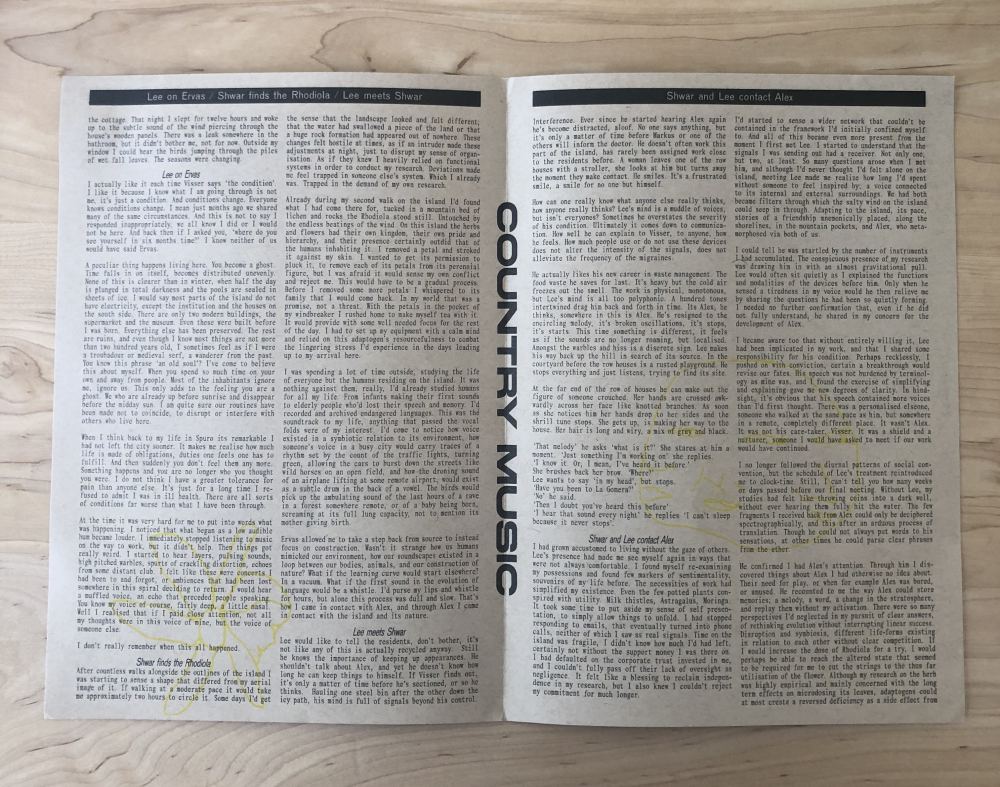 Lee on Ervas / Shwar finds the Rhodiola / Lee meets Shwar
the cottage. That night I slept for twelve hours and woke
up to the subtle sound of the wind piercing through the
house's wooden panels. There was a leak somewhere in the
bathroom, but it didn't bother me, not for now. Outside my
window I could hear the birds jumping through the piles
of wet fall leaves. The seasons were changing.
Lee on Ervas
I actually like it each time Visser says 'the condition'
I like it because I know what I am going through is not
me, it's just a condition. And conditions change. Everyone
knows conditions change. I mean just months ago we shared
many of the same circumstances. And this is not to say I
responded inappropriately, we all know I did or I would
not be here. And back then if I asked you, 'where do you
see yourself in six months time?' I know neither of us
would have said Ervas.
A peculiar thing happens living here. You become a ghost.
Time falls in on itself, becomes distributed unevenly.
None of this is clearer than in winter, when half the day
is plunged in total darkness and the pools are sealed in
sheets of ice. I would say most parts of the island do not
have electricity, except the institution and the houses on
the south side. There are only two modern buildings, the
supermarket and the museum. Even these were built before
I was born. Everything else has been preserved. The rest
are ruins, and even though I know most things are not more
than two hundred years old, I sometimes feel as if I were
a troubadour or medieval serf, a wanderer from the past.
You know this phrase 'an old soul'? I've come to believe
this about myself. When you spend so much time on your
own and away from people. Most of the inhabitants ignore
me, ignore us. This only adds to the feeling you are a
ghost. We who are already up before sunrise and disappear
before the midday sun. I am quite sure our routines have
been made not to coincide, to disrupt or interfere with
others who live here.
When I think back to my life in Spura its remarkable I
had not left the city sooner. It makes me realise how much
life is made of obligations, duties one feels one has to
fulfill. And then suddenly you don't feel them any more.
Something happens and you are no longer who you thought
you were. I do not think I have a greater tolerance for
pain than anyone else. It's just for a long time I re-
fused to admit I was in ill health. There are all sorts
of conditions far worse than what I have been through.
At the time it was very hard for me to put into words what
was happening. I noticed that what began as a low audible
hum became louder. I immediately stopped listening to music
on the way to work, but it didn't help. Then things got
really weird. I started to hear layers, pulsing sounds,
high pitched warbles, spurts of crackling distortion, echoes
from some distant club. I felt like these were concerts I
had been to and forgot, or ambiences that had been lost
somewhere in this spiral deciding to return. I would hear
a muffled voice, an echo that preceded people speaking.
You know my voice of course, fairly deep, a little nasal.
Well I realised that if I paid close attention, not all
my thoughts were in this voice of mine, but the voice of
someone else.
I don't really remember when this all happened.
Shwar finds the Rhodiola
After countless walks alongside the outlines of the island I
was starting to sense a shape that differed from my aerial
image of it. If walking at a moderate pace it would take
me approximately two hours to circle it. Some days I'd get
the sense that the landscape looked and felt different;
that the water had swallowed a piece of the land or that
a huge rock formation had appeared out of nowhere. These
changes felt hostile at times, as if an intruder made these
adjustments at night, just to disrupt my sense of organ-
isation. As if they knew I heavily relied on functional
systems in order to conduct my research. Deviations made
me feel trapped in someone else's system. Which I already
was. Trapped in the demand of my own research.
Already during my second walk on the island I'd found
what I had come for, tucked in a mountain bed of
lichen and rocks the Rhodiola stood still. Untouched by
the endless beatings of the wind. On this island the herbs
and flowers had their own kingdom, their own pride and
hierarchy, and their presence certainly outdid that of
the humans inhabiting it. I removed a petal and stroked
it against my skin. I wanted to get its permission to
pluck it, to remove each of its petals from its perennial
figure, but I was afraid it would sense my own conflict
and reject me. This would have to be a gradual process.
Before I removed some more petals I whispered to its
family that I would come back. In my world that was a
promise, not a threat. With the petals in the pocket of
my windbreaker I rushed home to make myself tea with it.
It would provide with some well needed focus for the rest
of the day. I had to set up my equipment with a calm mind
and relied on this adaptogen's resourcefulness to combat
the lingering stress I'd experience in the days leading
up to my arrival here.
I was spending a lot of time outside, studying the life
of everyone but the humans residing on the island. It was
nothing against them, really, I'd already studied humans
for all my life. From infants making their first sounds
to elderly people who'd lost their speech and memory. I'd
recorded and archived endangered languages. This was the
soundtrack to my life, anything that passed the vocal
folds were of my interest. I'd come to notice how voice
existed in a symbiotic relation to its environment, how
someone's voice in a busy city would carry traces of a
rhythm set by the count of the traffic lights, turning
green, allowing the cars to burst down the streets like
wild horses on an open field, and how-the droning sound
of an airplane lifting at some remote airport, would exist
as a subtle drum in the back of a vowel. The birds would
pick up the ambulating sound of the last hours of a rave
in a forest somewhere remote, or of a baby being born,
screaming at its full lung capacity, not to mention its
mother giving birth.
Ervas allowed me to take a step back from source to instead
focus on construction. Wasn't it strange how us humans
mimicked our environment, how our soundscapes existed in a
loop between our bodies, animals, and our construction of
nature? What if the learning curve would start elsewhere?
In a vacuum. What if the first sound in the evolution of
language would be a whistle. I'd purse my lips and whistle
for hours, but alone this process was dull and slow. That's
how I came in contact with Alex, and through Alex I came
in contact with the island and its nature.
Lee meets Shwar
Lee would like to tell the residents, don't bother, it's
not like any of this is actually recycled anyway. Still
he knows the importance of keeping up appearances. He
shouldn't talk about Alex, and yet he doesn't know how
long he can keep things to himself. If Visser finds out,
it's only a matter of time before he's sectioned, or so he
thinks. Hauling one steel bin after the other down the
icy path, his mind is full of signals beyond his control.
COUNTRY MUSIC
Shwar and Lee contact Alex
Interference. Ever since he started hearing Alex again
he's become distracted, aloof. No one says anything, but
it's only a matter of time before Markus or one of the
others will inform the doctor. He doesn't often work this
part of the island, has rarely been assigned work close
to the residents before. A woman leaves one of the row
houses with a stroller, she looks at him but turns away
the moment they make contact. He smiles. It's a frustrated
smile, a smile for no one but himself.
How can one really know what anyone else really thinks,
how anyone really thinks? Lee's mind is a muddle of voices,
but isn't everyones? Sometimes he overstates the severity
of his condition. Ultimately it comes down to communica-
tion. How well he can explain to Visser, to anyone, how
he feels. How much people use or do not use these devices
does not alter the intensity of the signals, does not
alleviate the frequency of the migraines.
He actually likes his new career in waste management. The
food waste he saves for last. It's heavy but the cold air
freezes out the smell. The work is physical, monotonous,
but Lee's mind is all too polyphonic. A hundred tones
intertwined drag him back and forth in time. Its Alex, he
thinks, somewhere in this is Alex. He's resigned to the
encircling melody, it's broken oscillations, it's stops,
it's starts. This time something is different, it feels
as if the sounds are no longer roaming, but localised.
Amongst the warbles and hiss is a discrete sign. Lee makes
his way back up the hill in search of its source. In the
courtyard before the row houses is a rusted playground. He
stops everything and just listens, trying to find its site.
At the far end of the row of houses he can make out the
figure of someone crouched. Her hands are crossed awk-
wardly across her face like knotted branches. As soon
as she notices him her hands drop to her sides and the
shrill tune stops. She gets up, is making her way to the
house. Her hair is long and wiry, a mix of grey and black.
'That melody' he asks 'what is it?' She stares at him a
moment. 'Just something I'm working on' she replies.
'I know it. Or, I mean, I've heard it before.'
She brushes back her brow. 'Where?'
Lee wants to say 'in my head', but stops.
'Have you been to La Gomera?'
'No' he said.
'Then I doubt you've heard this before'
'I hear that sound every night' he replies 'I can't sleep
because it never stops'.
Shwar and Lee contact Alex
I had grown accustomed to living without the gaze of others.
Lee's presence had made me see myself again in ways that
were not always comfortable. I found myself re-examining
my possessions and found few markers of sentimentality,
souvenirs of my life before. The necessities of work had
simplified my existence. Even the few potted plants con-
spired with utility. Milk thistles, Astragalus, Moringa.
It took some time to put aside my sense of self presen-
tation, to simply allow things to unfold. I had stopped
responding to emails, that eventually turned into phone
calls, neither of which I saw as real signals. Time on the
island was fragile, I didn't know how much I'd had left,
certainly not without the support money I was there on.
I had defaulted on the corporate trust invested in me,
and I couldn't fully pass off their lack of oversight as
negligence. It felt like a blessing to reclaim independ-
ence in my research, but I also knew I couldn't reject
my commitment for much longer.
I'd started to sense a wider network that couldn't be
contained in the framework I'd initially confined myself
to. And all of this became even more present from the
moment I first met Lee. I started to understand that the
signals I was sending out had a receiver. Not only one,
but two, at least. So many questions arose when I met
him, and although I'd never thought I'd felt alone on the
island, meeting Lee made me realise how long I'd spent
without someone to feel inspired by; a voice connected
to its internal and external surroundings. We had both
became filters through which the salty wind on the island
could seep through. Adapting to the island, its pace,
stories of a friendship mnemonically placed, along the
shorelines, in the mountain pockets, and Alex, who meta-
morphosed via both of us.
I could tell he was startled by the number of instruments
I had accumulated. The conspicuous presence of my research
was drawing him in with an almost gravitational pull.
Lee would often sit quietly as I explained the functions
and modalities of the devices before him. Only when he
sensed a tiredness in my voice would he then relieve me
by sharing the questions he had been so quietly forming.
I needed no further confirmation that, even if he did
not fully understand, he shared in my concern for the
development of Alex.
I became aware too that without entirely willing it, Lee
had been implicated in my work, and that I shared some
responsibility for his condition. Perhaps recklessly, I
pushed on with conviction, certain a breakthrough would
revise our fates. His speech was not burdened by terminol-
ogy as mine was, and I found the exercise of simplifying
and explaining gave me new degrees of clarity. In hind-
sight, it's obvious that his speech contained more voices
than I'd first thought. There was a personalised elseone,
someone who walked at the same pace as him, but somewhere
in a remote, completely different place. It wasn't Alex.
It was not his care-taker, Visser. It was a shield and a
nurturer, someone I would have asked to meet if our work
would have continued.
I no longer followed the diurnal patterns of social con-
vention, but the schedule of Lee's treatment reintroduced
me to clock-time. Still, I can't tell you how many weeks
or days passed before our final meeting. Without Lee, my
studies had felt like throwing coins into a dark well,
without ever hearing them fully hit the water. The few
fragments I received back from Alex could only be deciphered
spectrographically, and this after an arduous process of
translation. Though he could not always put words to his
sensations, at other times he could parse clear phrases
from the ether.
He confirmed I had Alex's attention. Through him I dis-
covered things about Alex I had otherwise no idea about.
Their need for play, or when for example Alex was bored,
or amused. He recounted to me the way Alex could store
memories; a melody, a word, a change in the stratosphere,
and replay them without my activation. There were so many
perspectives I'd neglected in my pursuit of clear answers,
of rethinking evolution without interrupting linear success.
Disruption and symbiosis, different life-forms existing
in relation to each other without clear competition. If
I would increase the dose of Rhodiola for a try, I would
perhaps be able to reach the altered state that seemed
to be required for me to cut the strings to the thus far
utilisation of the flower. Although my research on the herb
was highly empirical and mainly concerned with the long
term effects on microdosing its leaves, adaptogens could
at most create a reversed deficiency as a side effect from